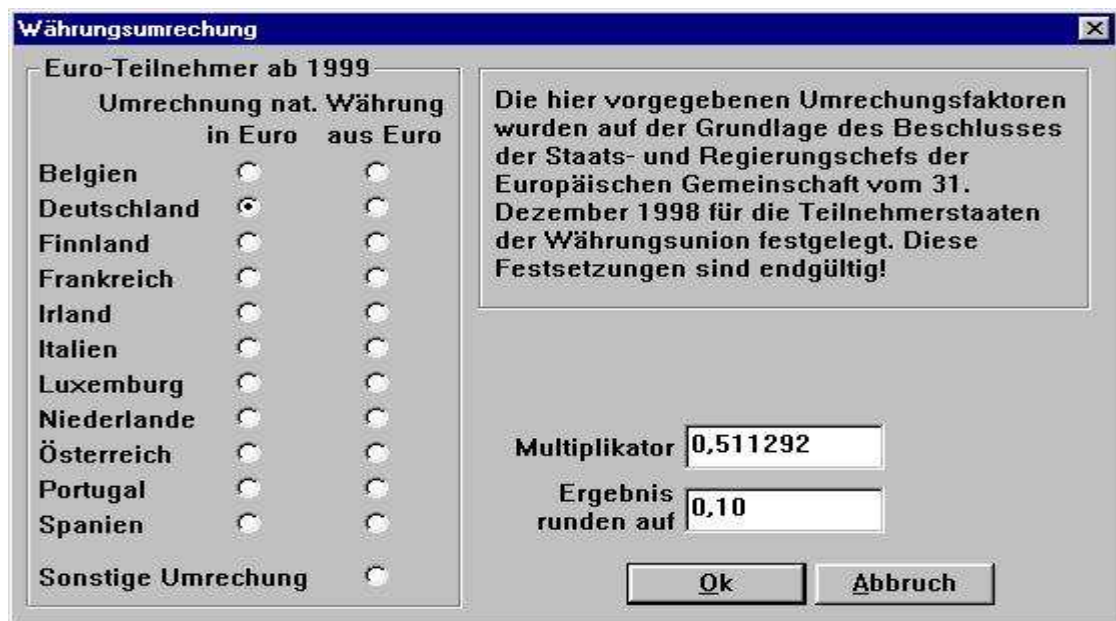 Währungsumrechung
Euro-Teilnehmer ab 1999
Umrechnung nat. Währung
in Euro aus Euro
Belgien
Deutschland
Finnland
Frankreich
Irland
Italien
Luxemburg
Niederlande
Österreich
Portugal
Spanien
Sonstige Umrechung
Die hier vorgegebenen Umrechungsfaktoren
wurden auf der Grundlage des Beschlusses
der Staats- und Regierungschefs der
Europäischen Gemeinschaft vom 31.
Dezember 1998 für die Teilnehmerstaaten
der Währungsunion festgelegt. Diese
Festsetzungen sind endgültig!
Multiplikator 0,511292
Ergebnis
runden auf 0,10
Ok Abbruch